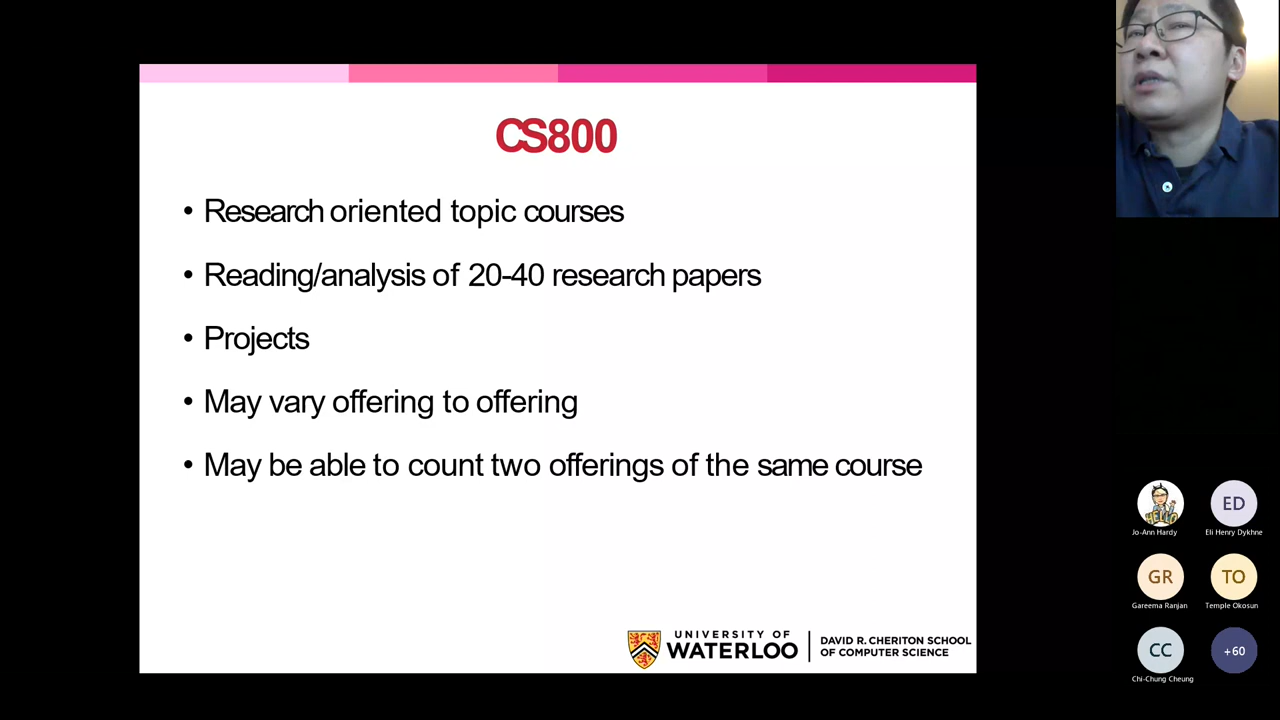 CS800
• Research oriented topic courses
• Reading/analysis of 20-40 research papers
• Projects
• May vary offering to offering
• May be able to count two offerings of the same course
UNIVERSITY OF
WATERLOO
DAVID R. CHERITON SCHOOL
OF COMPUTER SCIENCE
HELLO
Jo-Ann Hardy
ED
Eli Henry Dykhne
GR
Gareema Ranjan
TO
Temple Okosun
CC
Chi-Chung Cheung
+60